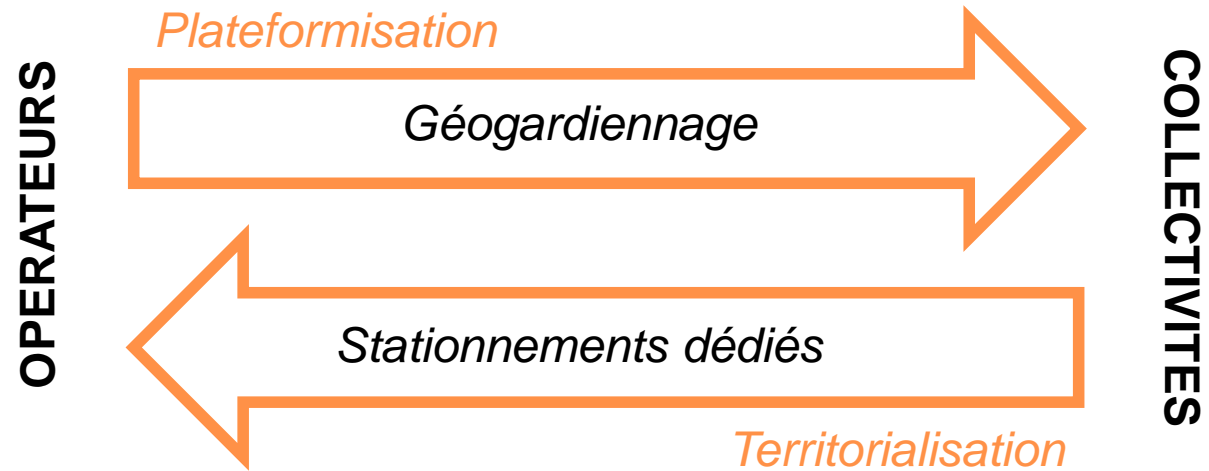 OPERATEURS
Plateformisation
Géogardiennage
Stationnements dédiés
Territorialisation
COLLECTIVITES